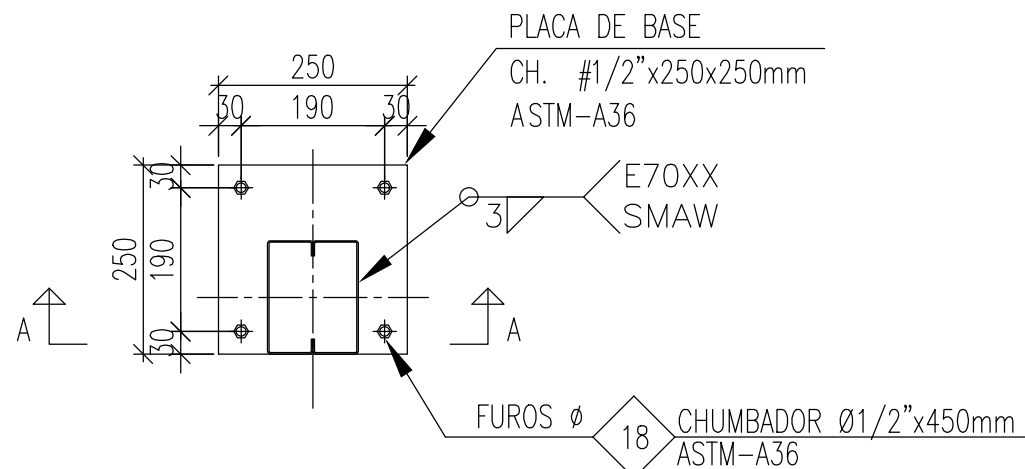 PLACA DE BASE
CH. #1/2"x250x250mm
ASTM-A36
250
30 190 30
E70XX
3
SMAW
30
250
190
30
A
A
FUROS ø
18
CHUMBADOR Ø1/2"x450mm
ASTM-A36